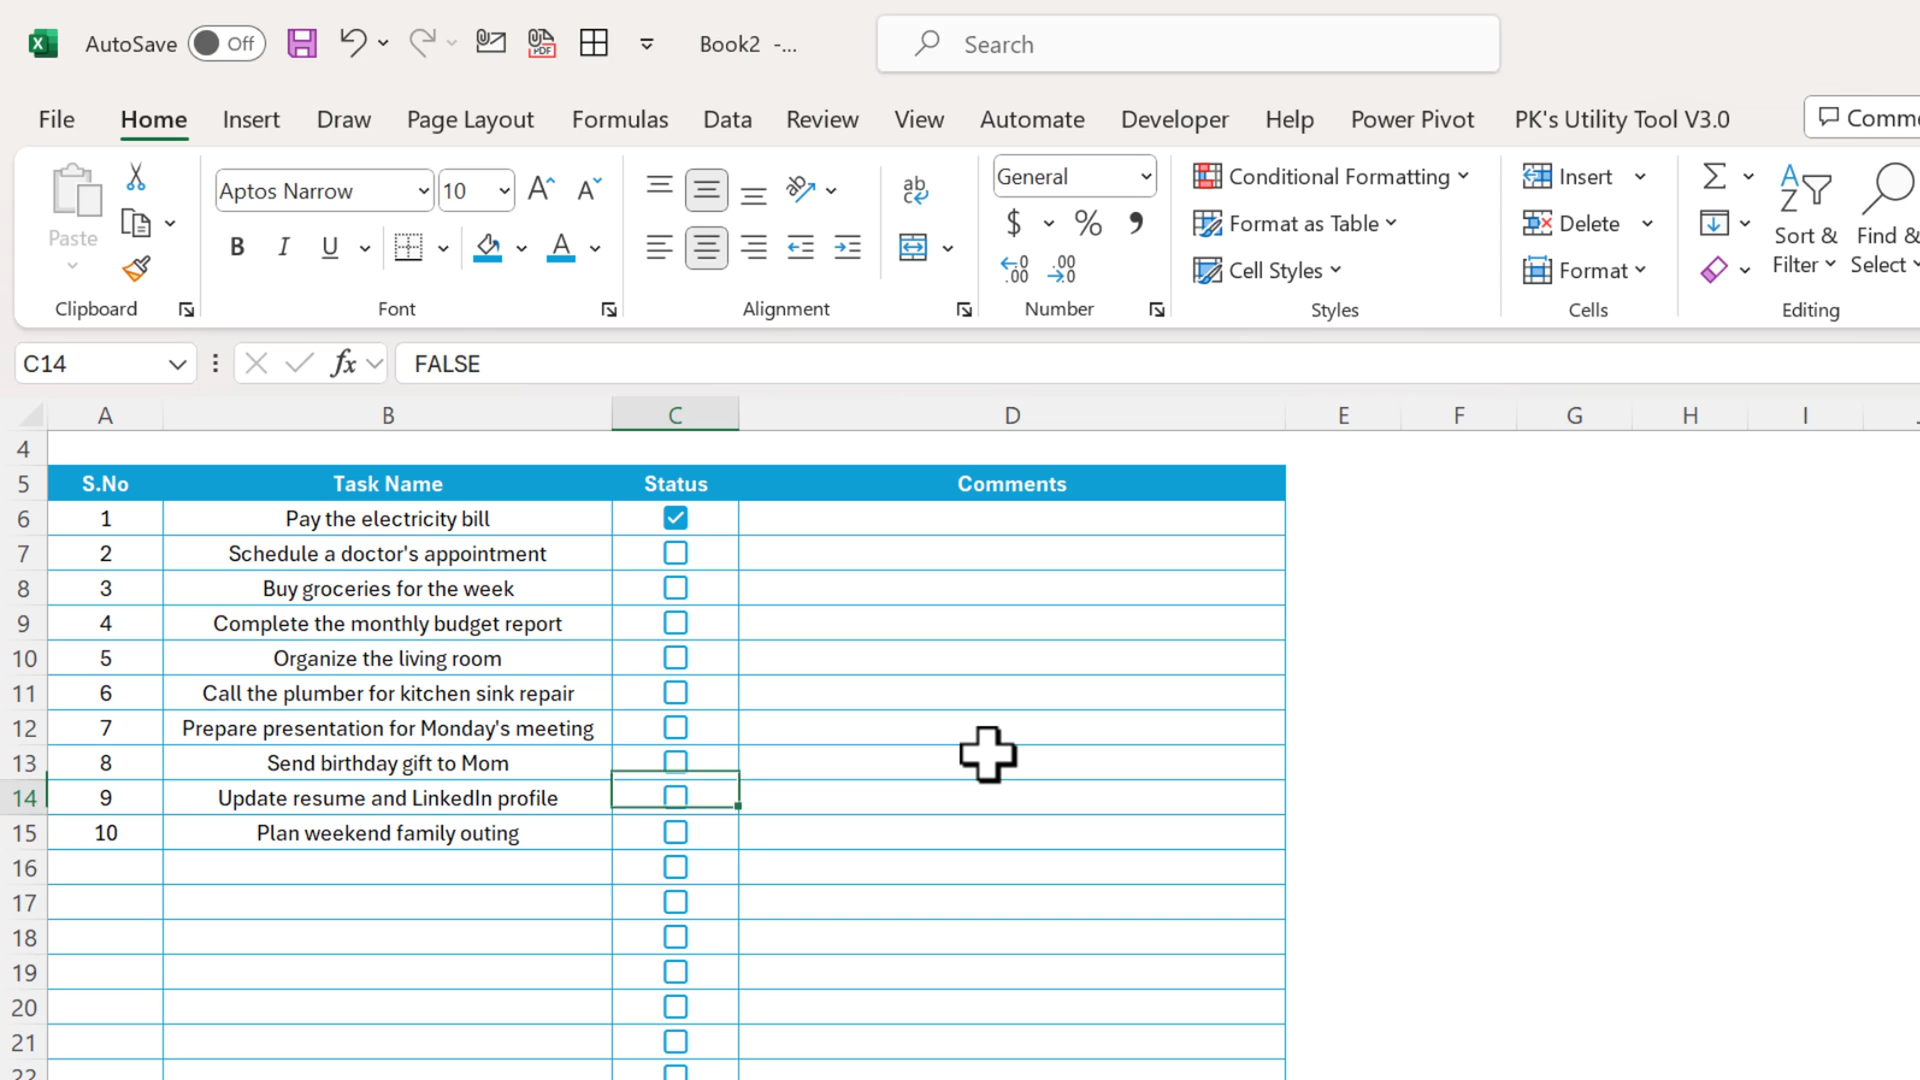 AutoSave Off Book2 -... Search
File Home Insert Draw Page Layout Formulas Data Review View Automate Developer Help Power Pivot PK's Utility Tool V3.0 Comme
Paste Aptos Narrow 10 General Conditional Formatting Insert
Format as Table Delete Sort & Find &
Cell Styles Format Filter Select
Clipboard Font Alignment Number Styles Cells Editing
C14 fx FALSE
A B C D E F G H I
4
5 S.No Task Name Status Comments
6 1 Pay the electricity bill
7 2 Schedule a doctor's appointment
8 3 Buy groceries for the week
9 4 Complete the monthly budget report
10 5 Organize the living room
11 6 Call the plumber for kitchen sink repair
12 7 Prepare presentation for Monday's meeting
13 8 Send birthday gift to Mom
14 9 Update resume and LinkedIn profile
15 10 Plan weekend family outing
16
17
18
19
20
21
22